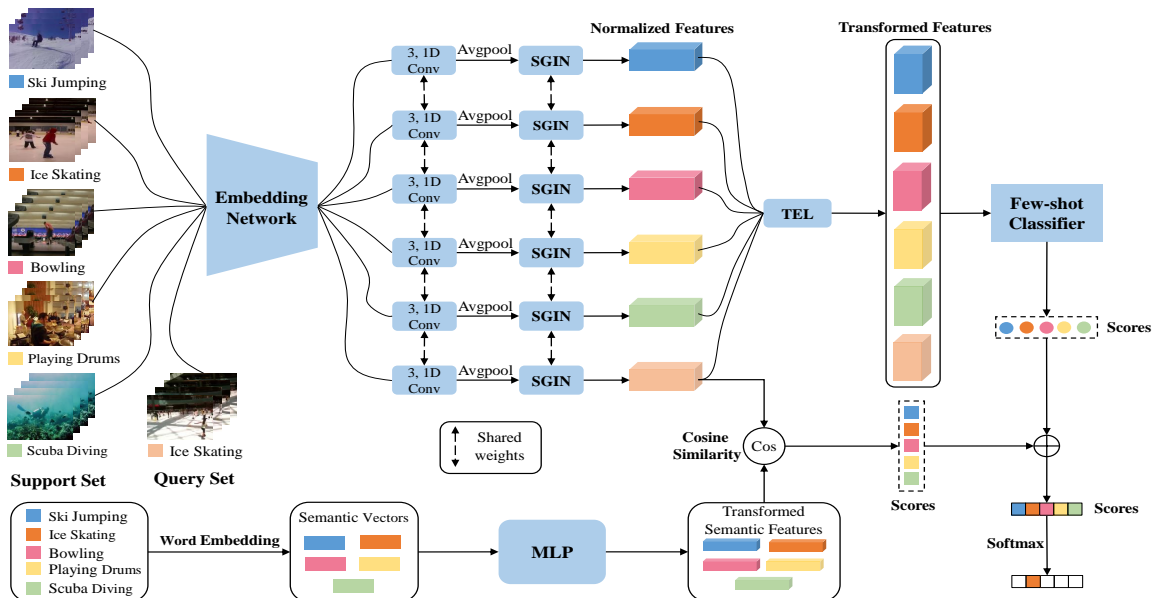 Ski Jumping
Ice Skating
Bowling
Playing Drums
Scuba Diving
Support Set
Ice Skating
Query Set
Embedding
Network
3, 1D
Conv
Avgpool
SGIN
3, 1D
Conv
Avgpool
SGIN
3, 1D
Conv
Avgpool
SGIN
3, 1D
Conv
Avgpool
SGIN
3, 1D
Conv
Avgpool
SGIN
3, 1D
Conv
Avgpool
SGIN
Normalized Features
TEL
Transformed Features
Few-shot
Classifier
Scores
Shared
weights
Cosine
Similarity
Cos
Scores
Scores
Softmax
Ski Jumping
Ice Skating
Bowling
Playing Drums
Scuba Diving
Word Embedding
Semantic Vectors
MLP
Transformed
Semantic Features